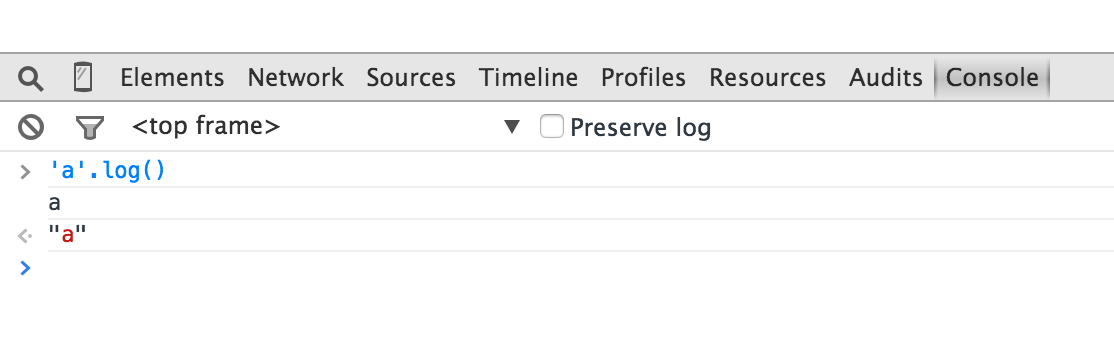 Elements Network Sources Timeline Profiles Resources Audits Console
<top frame> ▼ Preserve log
> 'a'.log()
a
<· "a"
>